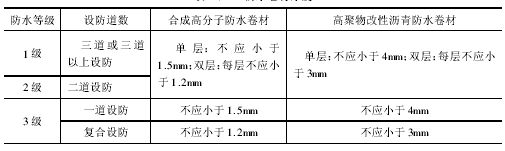 防水等级 设防道数 合成高分子防水卷材 高聚物改性沥青防水卷材
1级 三道或三道
以上设防
单层:不应小于
1.5mm;双层:每层不应小
于1.2mm
单层:不应小于4mm;双层:每层不应小
于3mm
2级 二道设防
3级 一道设防 不应小于1.5mm 不应小于4mm
复合设防 不应小于1.2mm 不应小于3mm